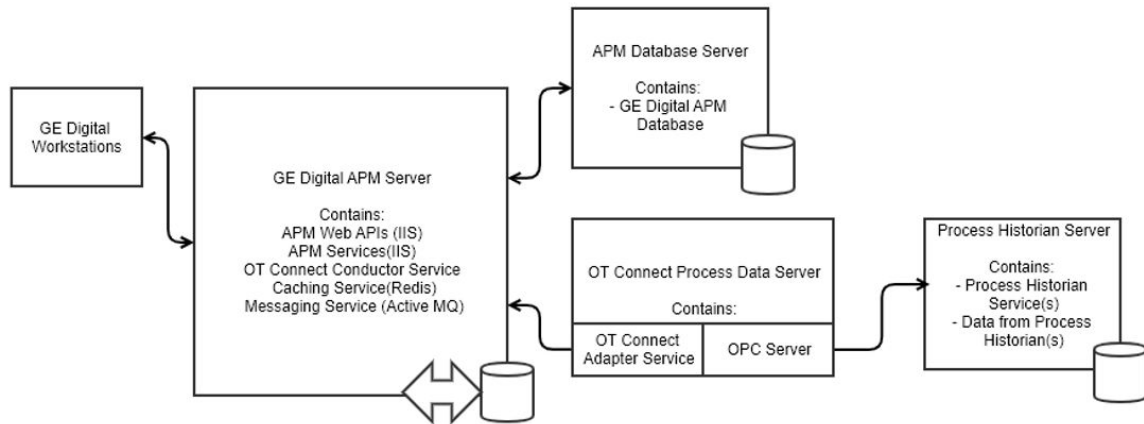 GE Digital
Workstations
GE Digital APM Server
Contains:
APM Web APIs (IIS)
APM Services(IIS)
OT Connect Conductor Service
Caching Service(Redis)
Messaging Service (Active MQ)
APM Database Server
Contains:
- GE Digital APM
Database
OT Connect Process Data Server
Contains:
OT Connect
Adapter Service
OPC Server
Process Historian Server
Contains:
- Process Historian
Service(s)
- Data from Process
Historian(s)